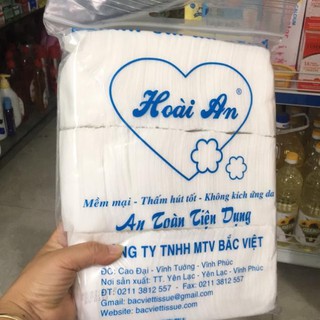 Hoài An ®
Mềm mại - Thấm hút tốt - Không kích ứng da
An Toàn Tiện Dụng
CÔNG TY TNHH MTV BẮC VIỆT
ĐC: Cao Đại - Vĩnh Tường - Vĩnh Phúc
Nơi sản xuất: TT. Yên Lạc - Yên Lạc - Vĩnh Phúc
ĐT: 0211 3812 557 - Fax: 0211 3812 557
Gmail: bacviettissue@gmail.com
Website: bacviettissue.com